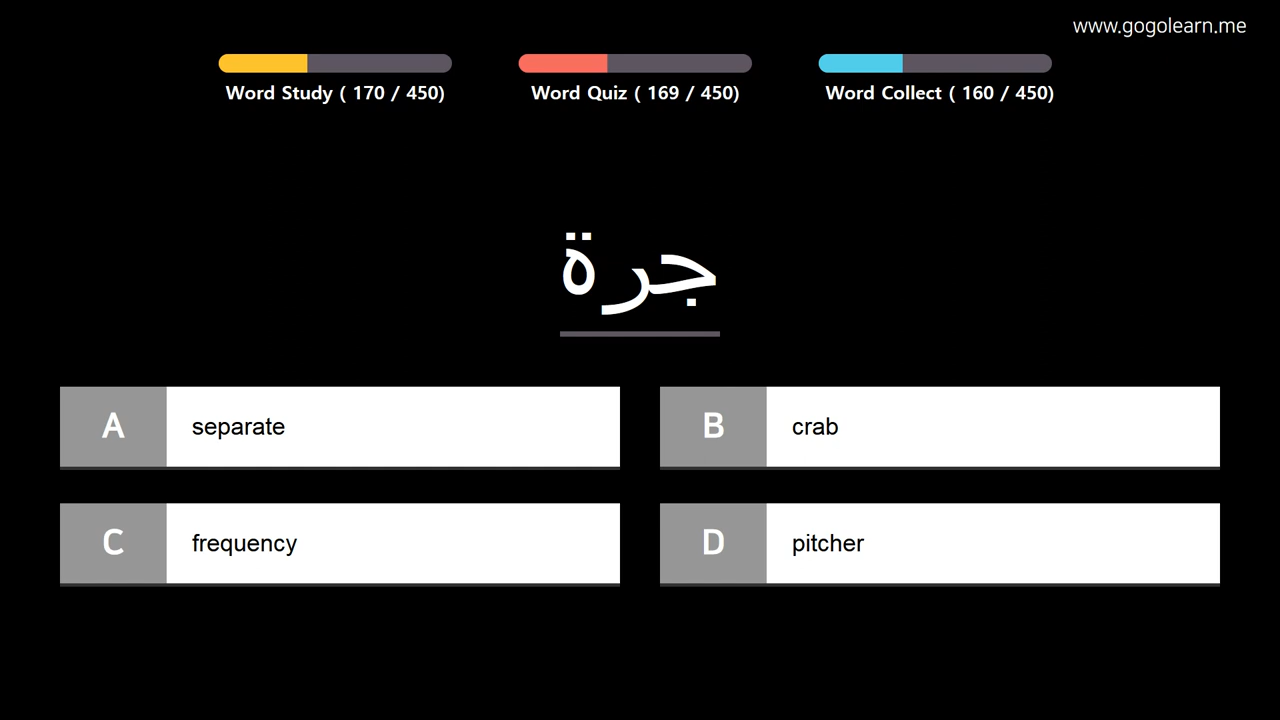 www.gogolearn.me
Word Study ( 170 / 450)
Word Quiz ( 169 / 450)
Word Collect ( 160 / 450)
جرة
A separate
B crab
C frequency
D pitcher